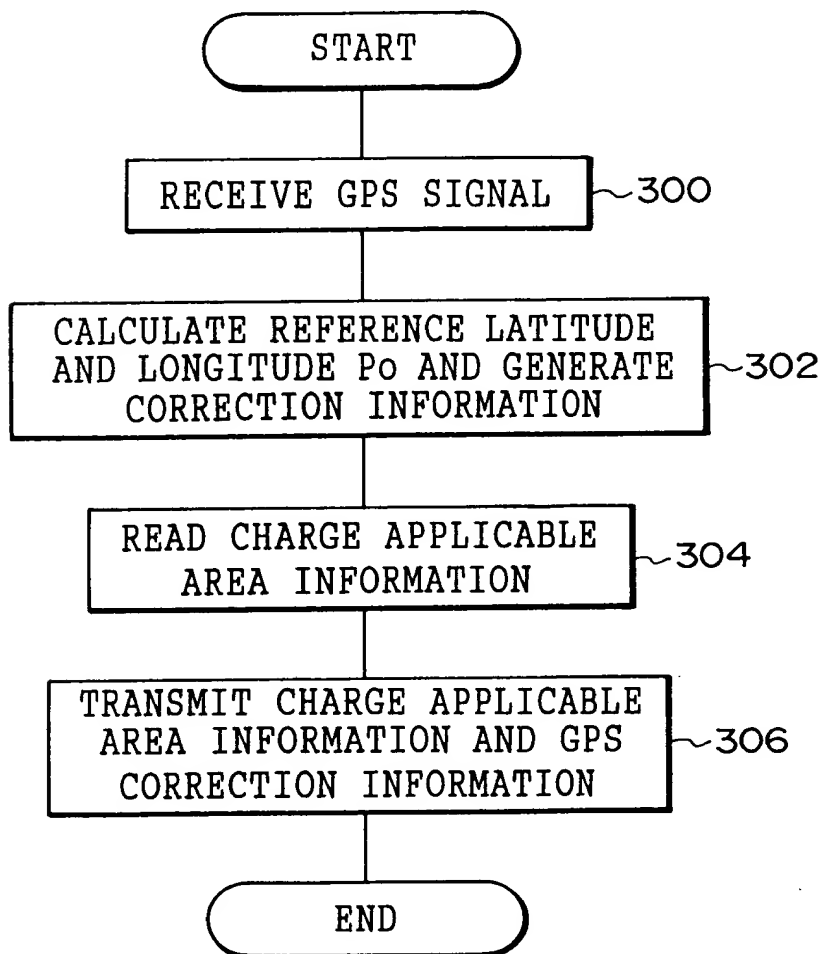 START
RECEIVE GPS SIGNAL
300
CALCULATE REFERENCE LATITUDE
AND LONGITUDE Po AND GENERATE
CORRECTION INFORMATION
302
READ CHARGE APPLICABLE
AREA INFORMATION
304
TRANSMIT CHARGE APPLICABLE
AREA INFORMATION AND GPS
CORRECTION INFORMATION
306
END